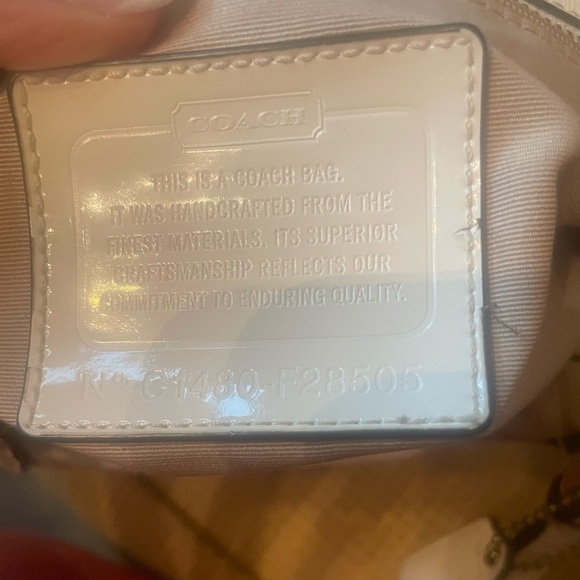 COACH
THIS IS A COACH BAG.
IT WAS HANDCRAFTED FROM THE
FINEST MATERIALS. ITS SUPERIOR
CRAFTSMANSHIP REFLECTS OUR
COMMITMENT TO ENDURING QUALITY.
Nº C1480-F28505